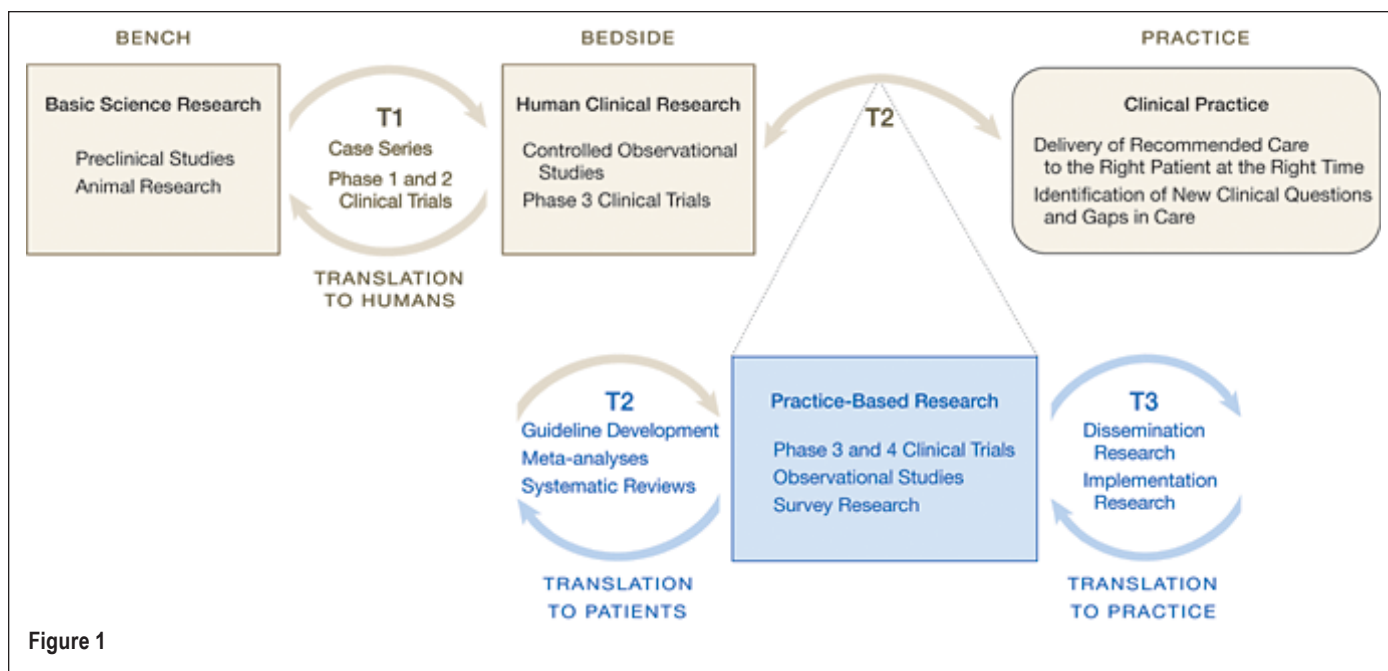 BENCH
BEDSIDE
PRACTICE
Basic Science Research
Preclinical Studies
Animal Research
T1
Case Series
Phase 1 and 2
Clinical Trials
TRANSLATION
TO HUMANS
Human Clinical Research
Controlled Observational
Studies
Phase 3 Clinical Trials
T2
Clinical Practice
Delivery of Recommended Care
to the Right Patient at the Right Time
Identification of New Clinical Questions
and Gaps in Care
T2
Guideline Development
Meta-analyses
Systematic Reviews
TRANSLATION
TO PATIENTS
Practice-Based Research
Phase 3 and 4 Clinical Trials
Observational Studies
Survey Research
T3
Dissemination
Research
Implementation
Research
TRANSLATION
TO PRACTICE
Figure 1